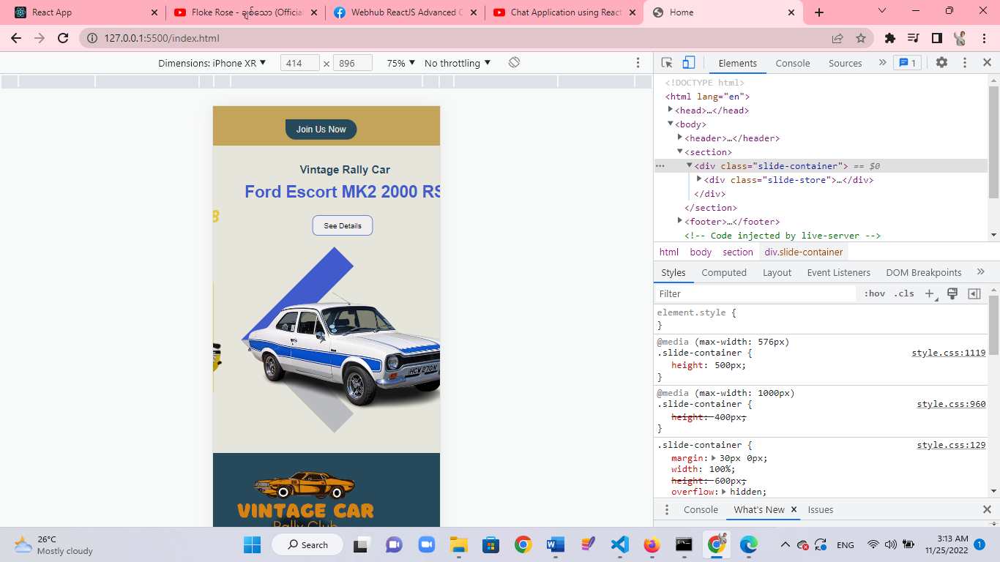 React App
Floke Rose - ချစ်သော (Official
Webhub ReactJS Advanced C
Chat Application using React
Home
127.0.0.1:5500/index.html
Dimensions: iPhone XR
414 × 896
75%
No throttling
Elements
Console
Sources
»
1
<!DOCTYPE html>
<html lang="en">
<head>…</head>
<body>
<header>…</header>
<section>
<div class="slide-container"> == $0
<div class="slide-store">…</div>
</div>
</section>
<footer>…</footer>
<!-- Code injected by live-server -->
html body section div.slide-container
Styles Computed Layout Event Listeners DOM Breakpoints »
Filter
:hov .cls +
element.style {
}
@media (max-width: 576px)
.slide-container { style.css:1119
height: 500px;
}
@media (max-width: 1000px)
.slide-container { style.css:960
height: 400px;
}
.slide-container { style.css:129
margin: 30px 0px;
width: 100%;
height: 600px;
overflow: hidden;
Console What's New Issues
Join Us Now
Vintage Rally Car
Ford Escort MK2 2000 RS
8
See Details
HCW 270N
VINTAGE CAR
Rally Club
26°C
Mostly cloudy
Search
ENG
3:13 AM
11/25/2022
1